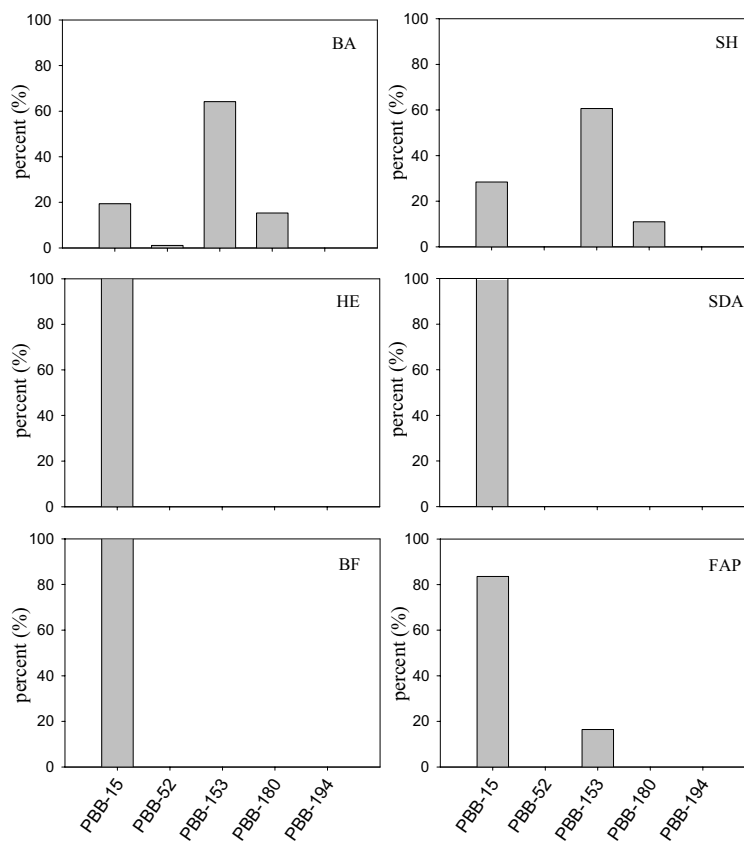 BA
percent (%)
100
80
60
40
20
0
SH
percent (%)
100
80
60
40
20
0
HE
percent (%)
100
80
60
40
20
0
SDA
percent (%)
100
80
60
40
20
0
BF
percent (%)
100
80
60
40
20
0
PBB-15
PBB-52
PBB-153
PBB-180
PBB-194
FAP
percent (%)
100
80
60
40
20
0
PBB-15
PBB-52
PBB-153
PBB-180
PBB-194